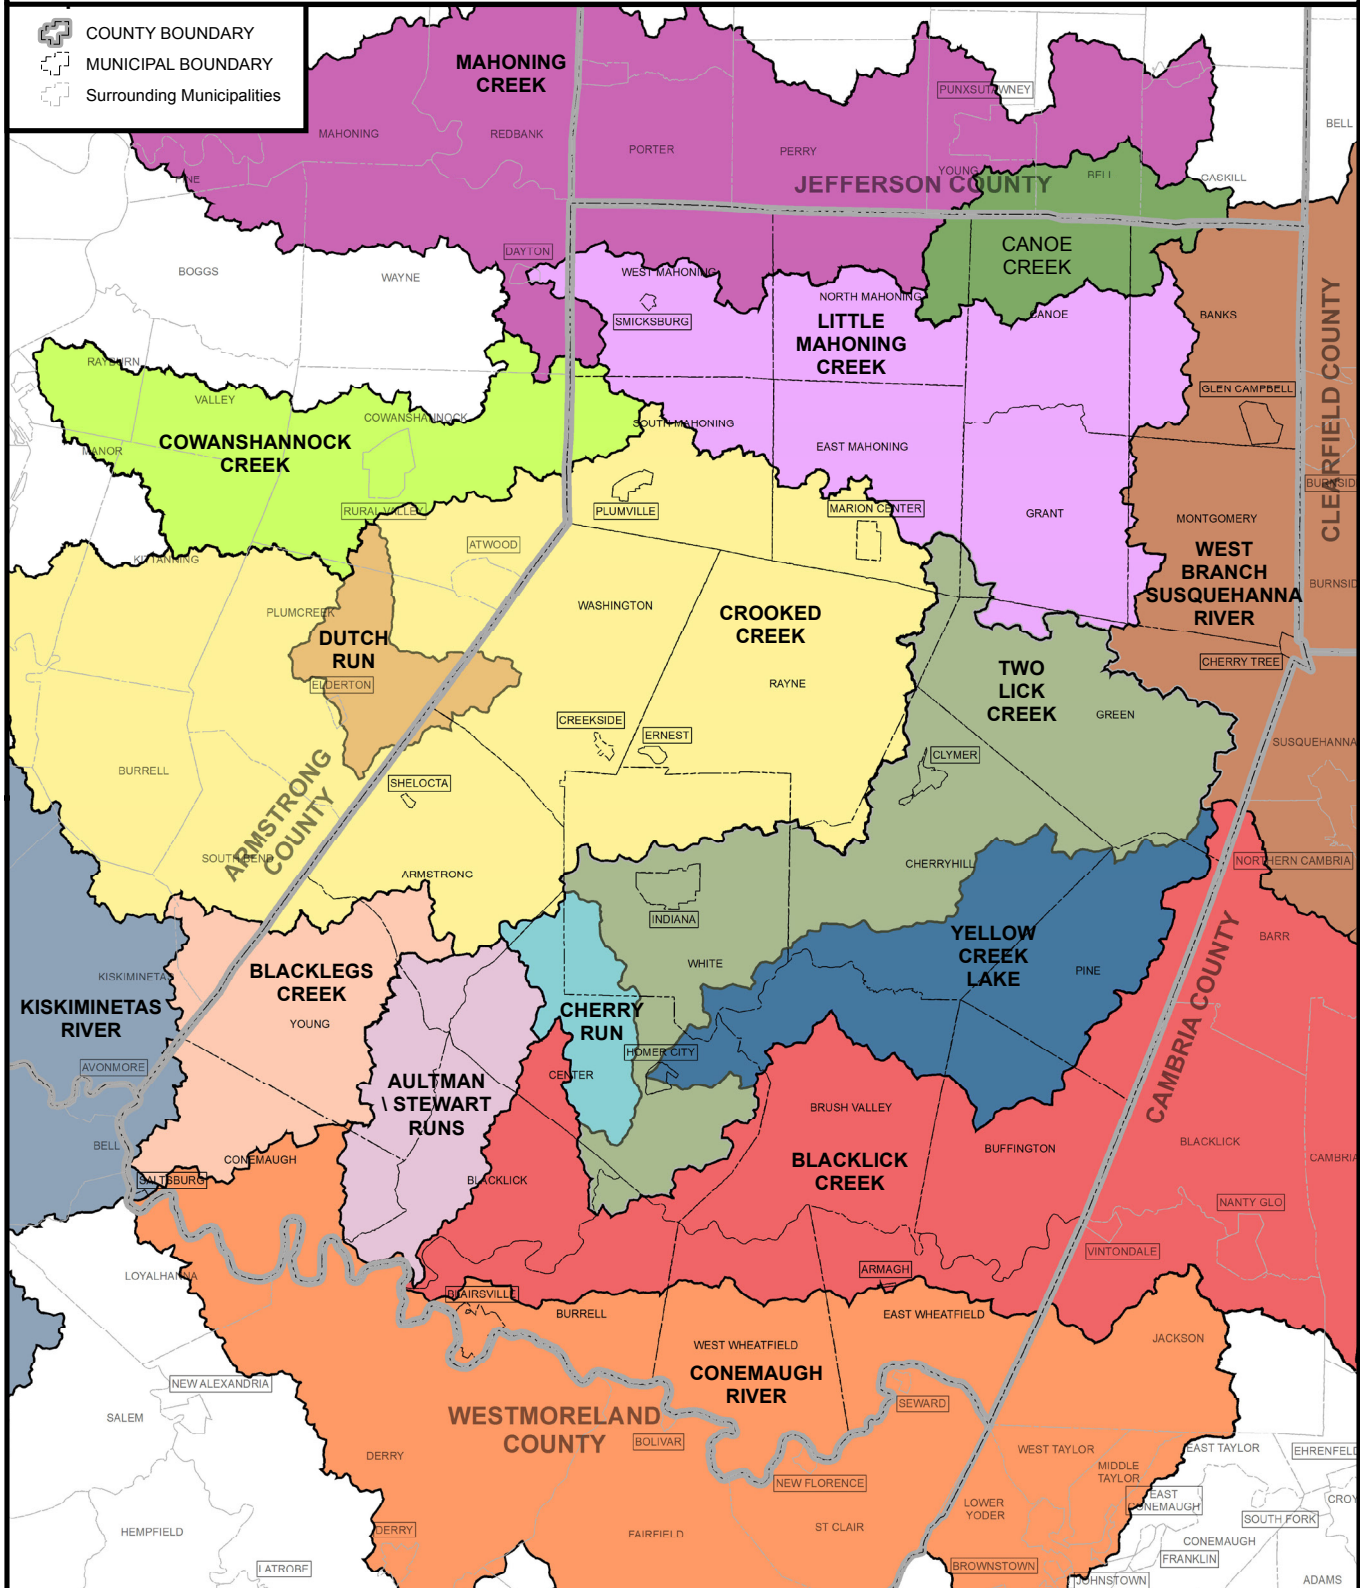 COUNTY BOUNDARY
MUNICIPAL BOUNDARY
Surrounding Municipalities
MAHONING
CREEK
PUNXSUTAWNEY
BELL
MAHONING
REDBANK
PORTER
PERRY
YOUNG
BELL
GASKILL
PINE
JEFFERSON COUNTY
DAYTON
CANOE
CREEK
BOGGS
WAYNE
WEST MAHONING
NORTH MAHONING
SMICKSBURG
CANOE
BANKS
LITTLE
MAHONING
CREEK
CLEARFIELD COUNTY
RAYBURN
VALLEY
GLEN CAMPBELL
COWANSHANNOCK
SOUTH MAHONING
COWANSHANNOCK
CREEK
MANOR
EAST MAHONING
BURNSID
RURAL VALLEY
PLUMVILLE
MARION CENTER
GRANT
MONTGOMERY
ATWOOD
KITTANNING
WEST
BRANCH
SUSQUEHANNA
RIVER
BURNSID
PLUMCREEK
WASHINGTON
CROOKED
CREEK
DUTCH
RUN
ELDERTON
RAYNE
TWO
LICK
CREEK
CHERRY TREE
GREEN
CREEKSIDE
ERNEST
CLYMER
SUSQUEHANNA
BURRELL
SHELOCTA
ARMSTRONG
COUNTY
SOUTH BEND
ARMSTRONG
CHERRYHILL
NORTHERN CAMBRIA
INDIANA
YELLOW
CREEK
LAKE
BARR
WHITE
PINE
KISKIMINETAS
BLACKLEGS
CREEK
YOUNG
KISKIMINETAS
RIVER
CHERRY
RUN
CAMBRIA COUNTY
HOMER CITY
AVONMORE
CENTER
AULTMAN
\ STEWART
RUNS
BRUSH VALLEY
BELL
BUFFINGTON
BLACKLICK
CONEMAUGH
CAMBRIA
BLACKLICK
CREEK
SALTSBURG
BLACKLICK
NANTY GLO
VINTONDALE
LOYALHANNA
ARMAGH
BLAIRSVILLE
BURRELL
EAST WHEATFIELD
WEST WHEATFIELD
JACKSON
CONEMAUGH
RIVER
NEW ALEXANDRIA
SEWARD
SALEM
WESTMORELAND
COUNTY
BOLIVAR
DERRY
WEST TAYLOR
EAST TAYLOR
EHRENFELD
MIDDLE
TAYLOR
NEW FLORENCE
EAST
CONEMAUGH
CROY
LOWER
YODER
SOUTH FORK
HEMPFIELD
DERRY
FAIRFIELD
ST CLAIR
CONEMAUGH
FRANKLIN
LATROBE
BROWNSTOWN
JOHNSTOWN
ADAMS